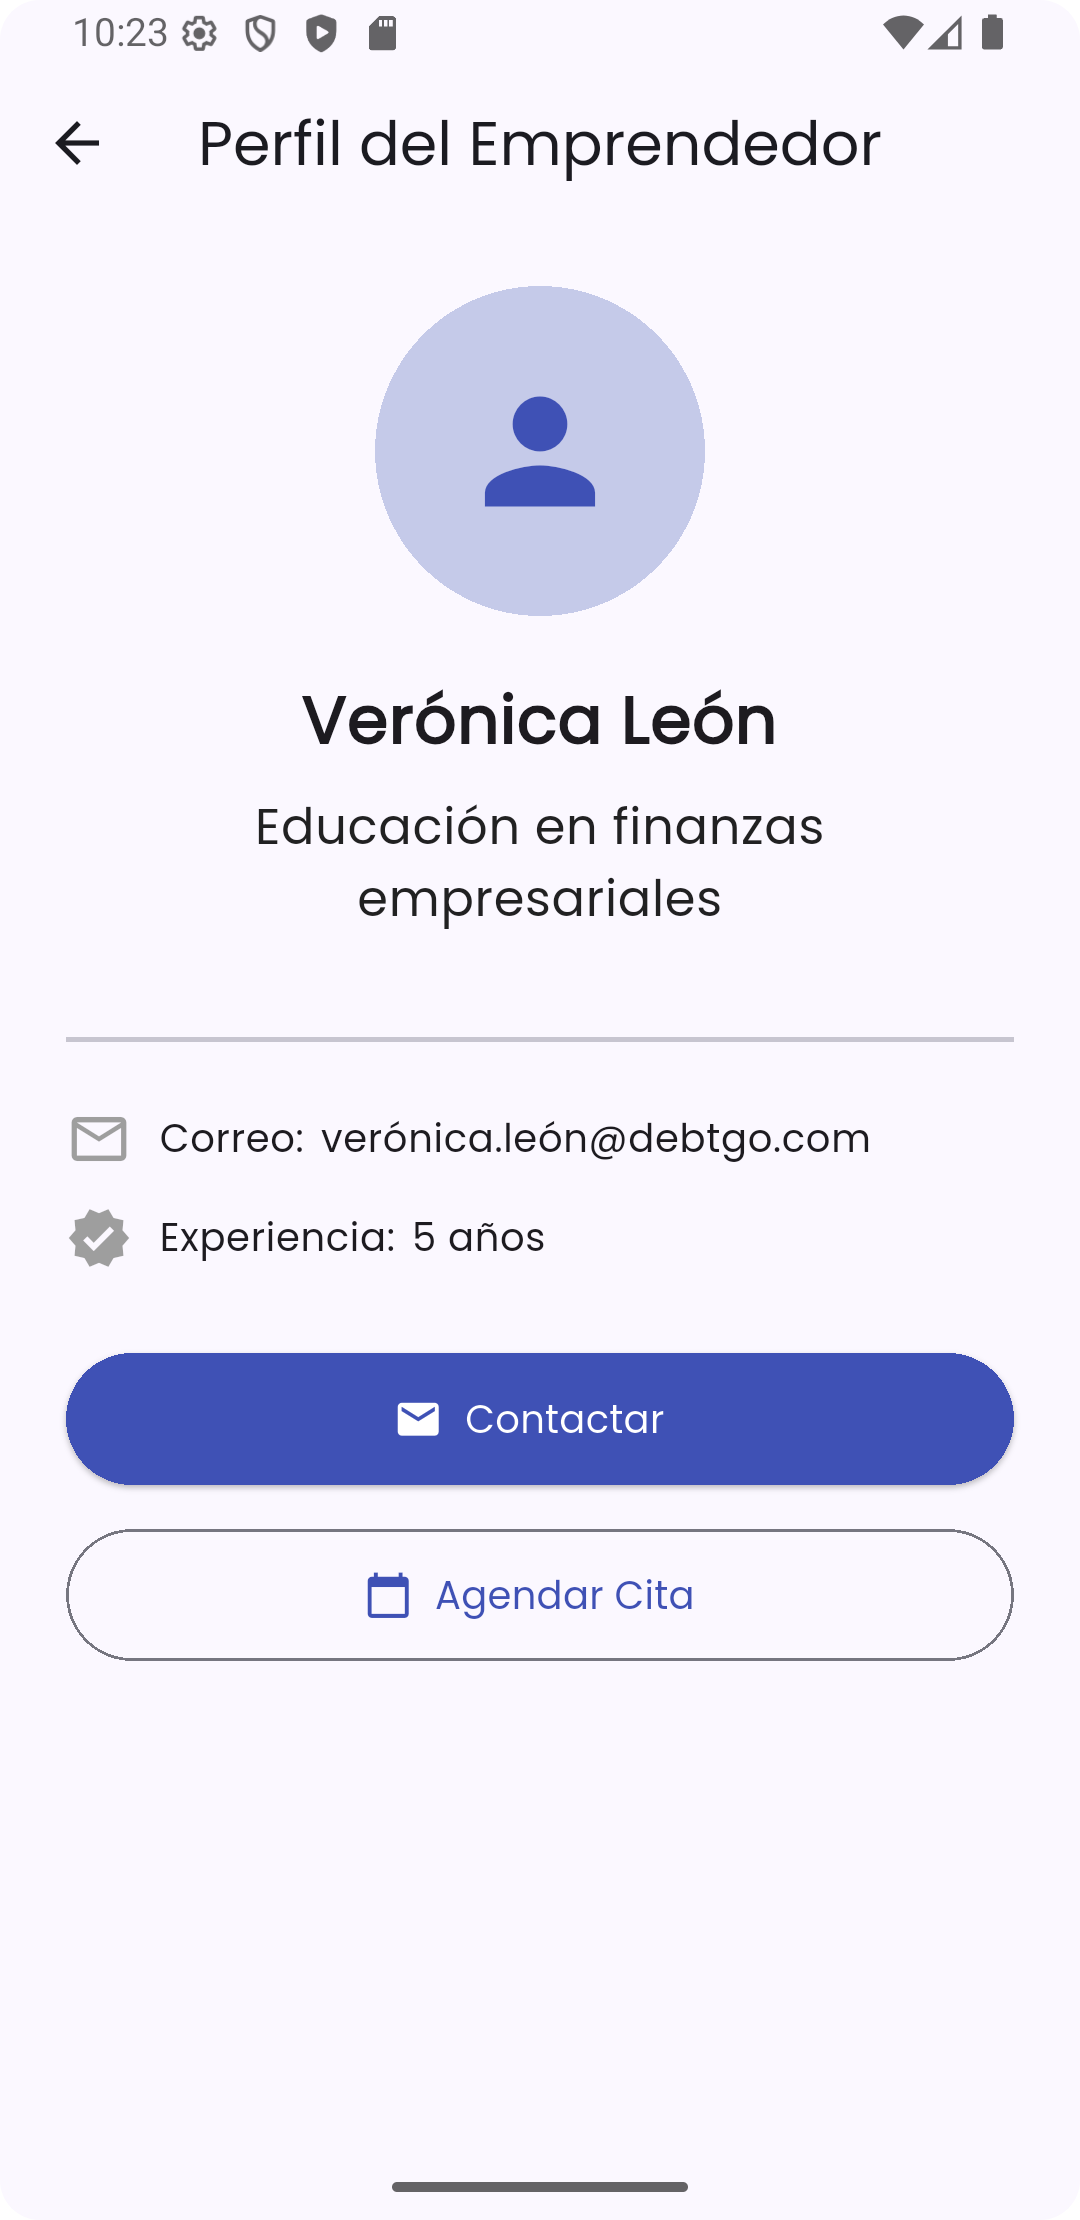 10:23
Perfil del Emprendedor
Verónica León
Educación en finanzas
empresariales
Correo: verónica.león@debtgo.com
Experiencia: 5 años
Contactar
Agendar Cita